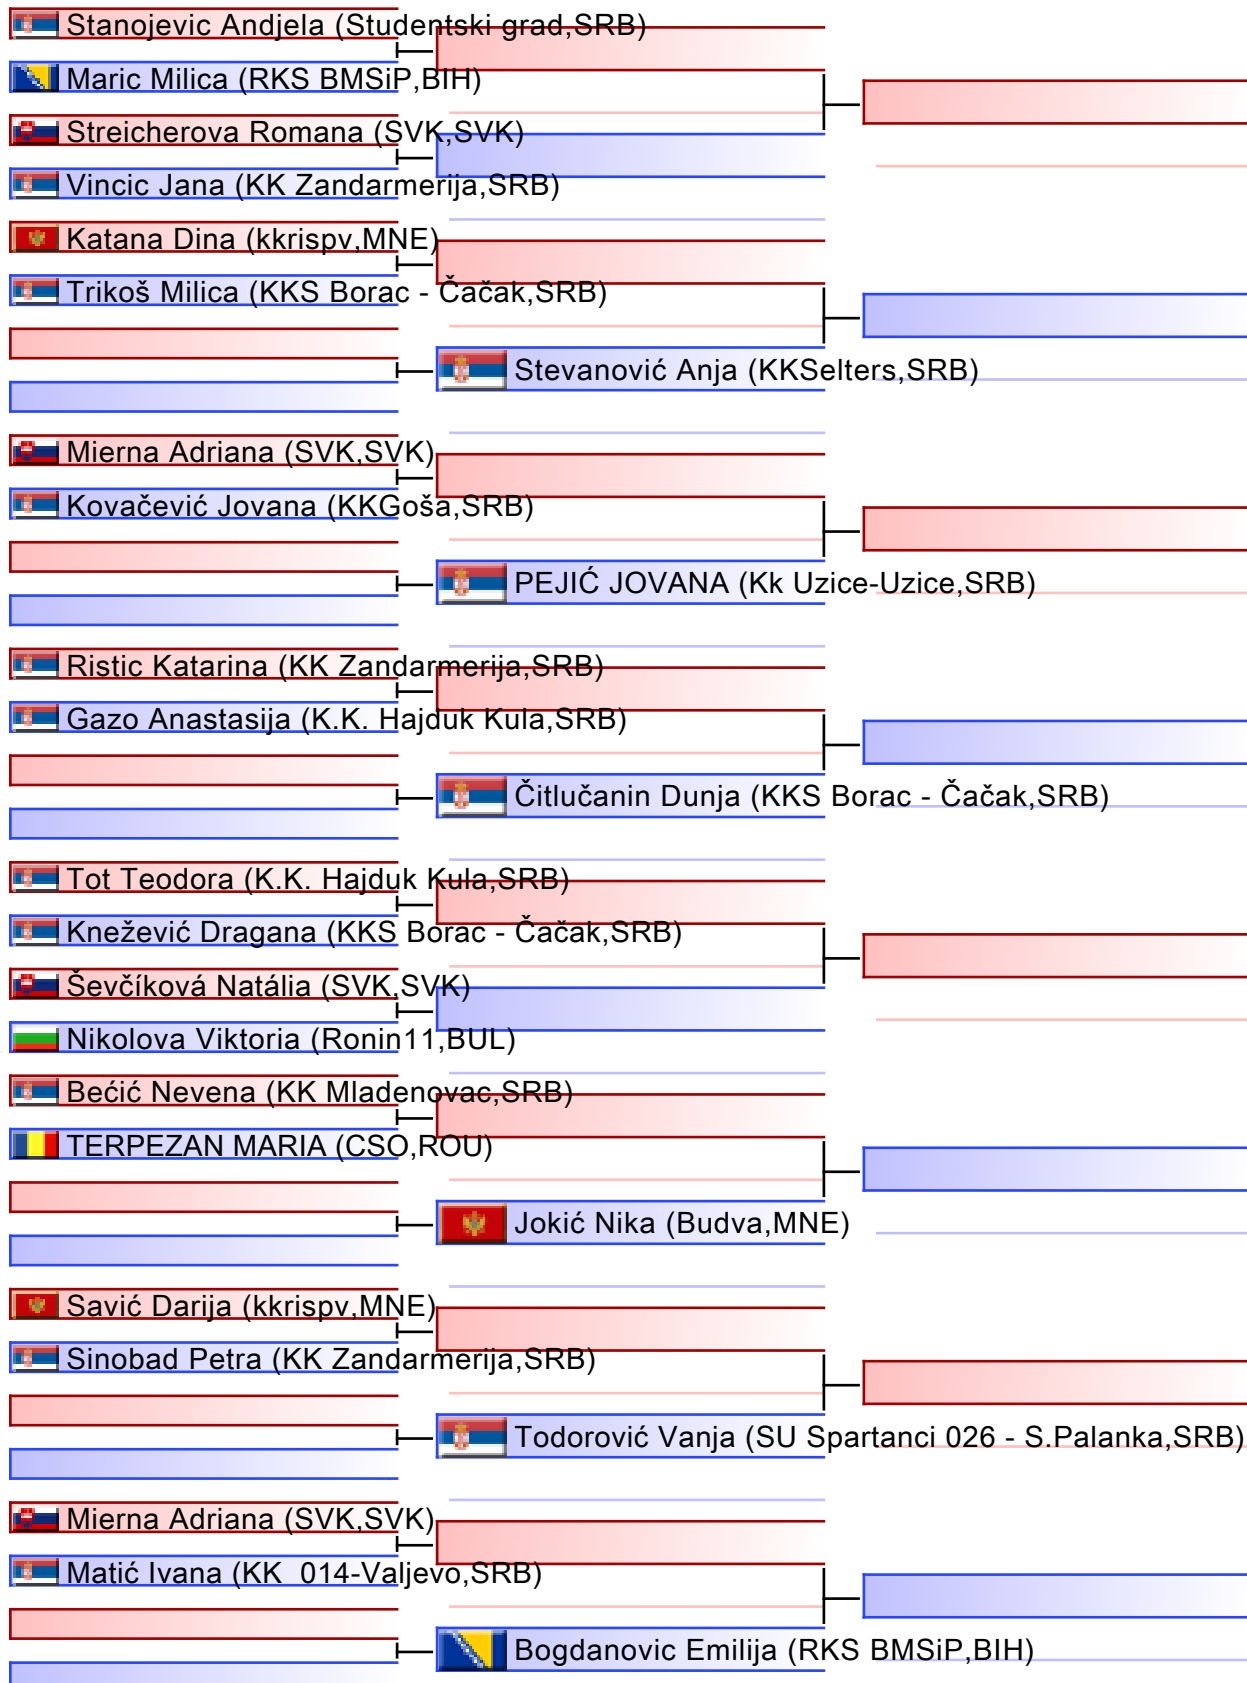 Stanojevic Andjela (Studentski grad,SRB)
Maric Milica (RKS BMSiP,BIH)
Streicherova Romana (SVK,SVK)
Vincic Jana (KK Zandarmerija,SRB)
Katana Dina (kkrispv,MNE)
Trikoš Milica (KKS Borac - Čačak,SRB)
Stevanović Anja (KKSelters,SRB)
Mierna Adriana (SVK,SVK)
Kovačević Jovana (KKGoša,SRB)
PEJIĆ JOVANA (Kk Uzice-Uzice,SRB)
Ristic Katarina (KK Zandarmerija,SRB)
Gazo Anastasija (K.K. Hajduk Kula,SRB)
Čitlučanin Dunja (KKS Borac - Čačak,SRB)
Tot Teodora (K.K. Hajduk Kula,SRB)
Knežević Dragana (KKS Borac - Čačak,SRB)
Ševčíková Natália (SVK,SVK)
Nikolova Viktoria (Ronin11,BUL)
Bećić Nevena (KK Mladenovac,SRB)
TERPEZAN MARIA (CSO,ROU)
Jokić Nika (Budva,MNE)
Savić Darija (kkrispv,MNE)
Sinobad Petra (KK Zandarmerija,SRB)
Todorović Vanja (SU Spartanci 026 - S.Palanka,SRB)
Mierna Adriana (SVK,SVK)
Matić Ivana (KK  014-Valjevo,SRB)
Bogdanovic Emilija (RKS BMSiP,BIH)